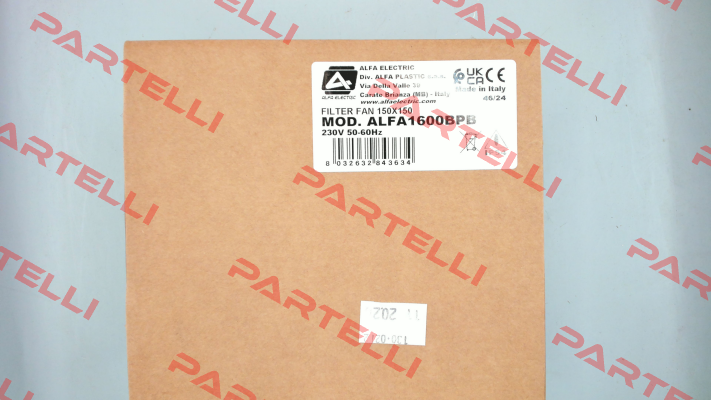 ALFA ELECTRIC
Div. ALFA PLASTIC
Via Della Valle
Carate Brianza (MB) - Italy
www.alfaelectric.com
ALFA ELECTRIC
UK
CA
CE
Made in Italy
46/24
FILTER FAN 150X150
MOD. ALFA1600BPB
230V 50-60Hz
8 032632 843634
PARTELLI
PARTELLI
PARTELLI
PARTELLI
PARTELLI
PARTELLI
PARTELLI
PARTELLI
PARTELLI